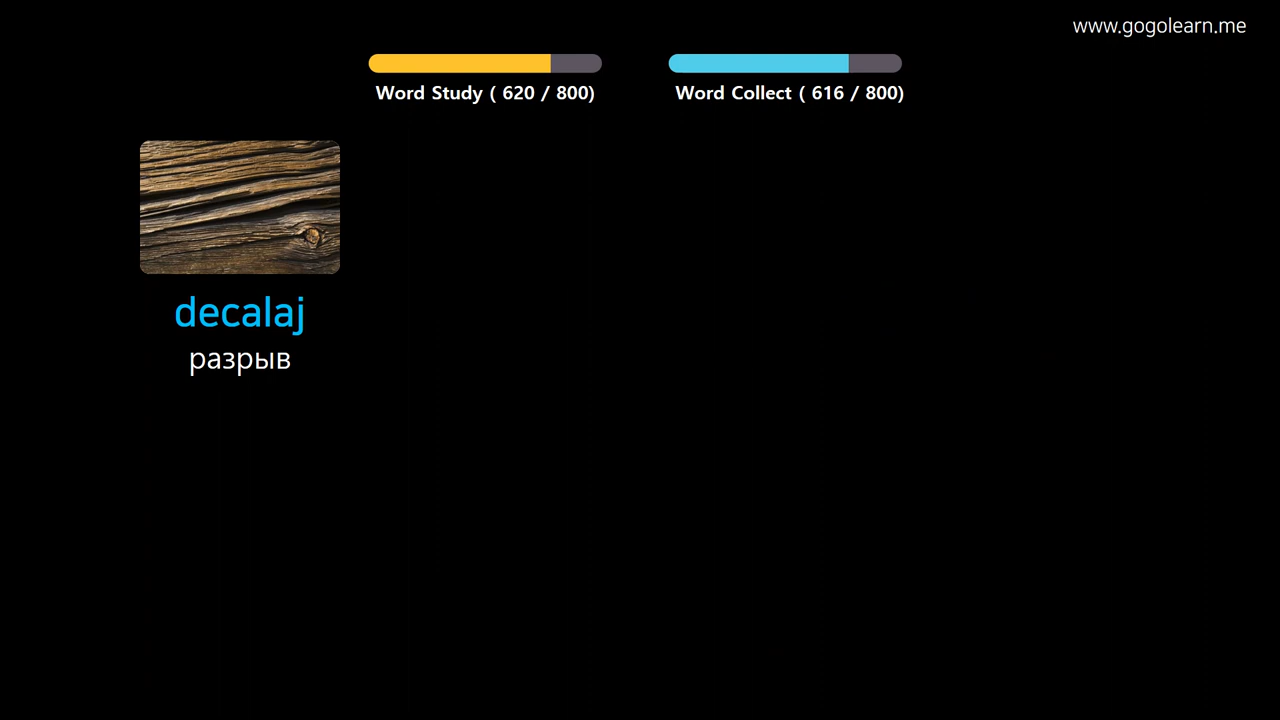 www.gogolearn.me
Word Study ( 620 / 800)
Word Collect ( 616 / 800)
decalaj
разрыв